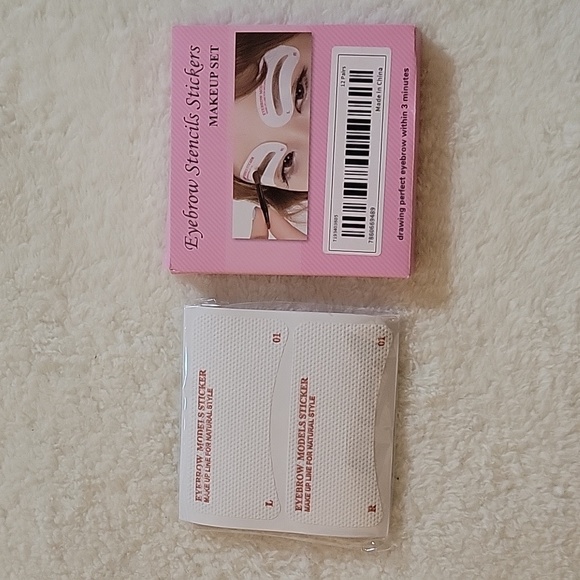 Eyebrow Stencils Stickers
MAKEUP SET
12 Pairs
Made in China
7860669489
drawing perfect eyebrow within 3 minutes
EYEBROW MODELS STICKER
MAKE UP LINE FOR NATURAL STYLE
L
01
EYEBROW MODELS STICKER
MAKE UP LINE FOR NATURAL STYLE
R
01